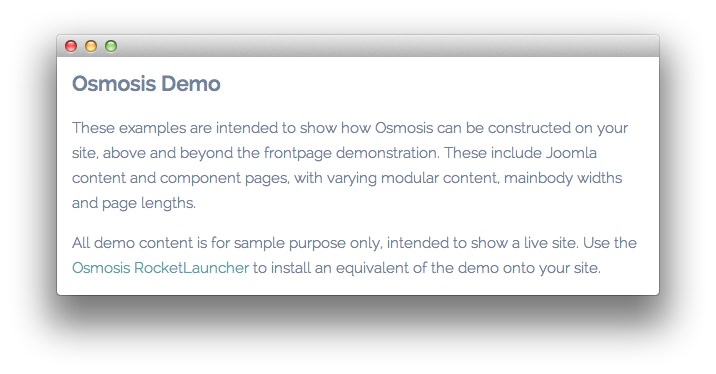 Osmosis Demo
These examples are intended to show how Osmosis can be constructed on your
site, above and beyond the frontpage demonstration. These include Joomla
content and component pages, with varying modular content, mainbody widths
and page lengths.
All demo content is for sample purpose only, intended to show a live site. Use the
Osmosis RocketLauncher to install an equivalent of the demo onto your site.